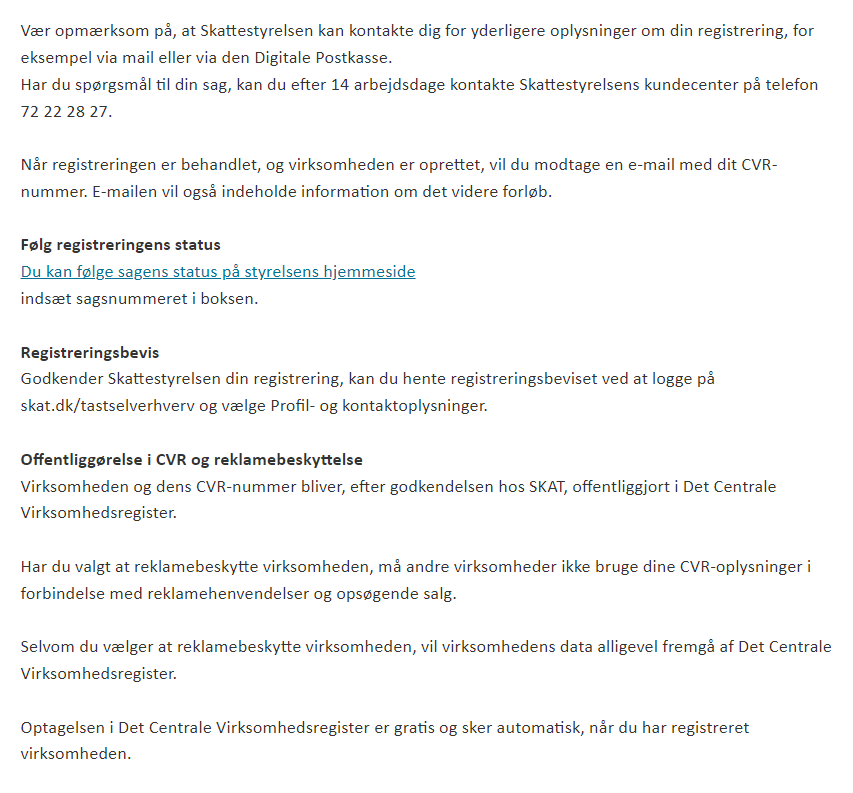 Vær opmærksom på, at Skattestyrelsen kan kontakte dig for yderligere oplysninger om din registrering, for
eksempel via mail eller via den Digitale Postkasse.
Har du spørgsmål til din sag, kan du efter 14 arbejdsdage kontakte Skattestyrelsens kundecenter på telefon
72 22 28 27.
Når registreringen er behandlet, og virksomheden er oprettet, vil du modtage en e-mail med dit CVR-
nummer. E-mailen vil også indeholde information om det videre forløb.
Følg registreringens status
Du kan følge sagens status på styrelsens hjemmeside
indsæt sagsnummeret i boksen.
Registreringsbevis
Godkender Skattestyrelsen din registrering, kan du hente registreringsbeviset ved at logge på
skat.dk/tastselverhverv og vælge Profil- og kontaktoplysninger.
Offentliggørelse i CVR og reklamebeskyttelse
Virksomheden og dens CVR-nummer bliver, efter godkendelsen hos SKAT, offentliggjort i Det Centrale
Virksomhedsregister.
Har du valgt at reklamebeskytte virksomheden, må andre virksomheder ikke bruge dine CVR-oplysninger i
forbindelse med reklamehenvendelser og opsøgende salg.
Selvom du vælger at reklamebeskytte virksomheden, vil virksomhedens data alligevel fremgå af Det Centrale
Virksomhedsregister.
Optagelsen i Det Centrale Virksomhedsregister er gratis og sker automatisk, når du har registreret
virksomheden.